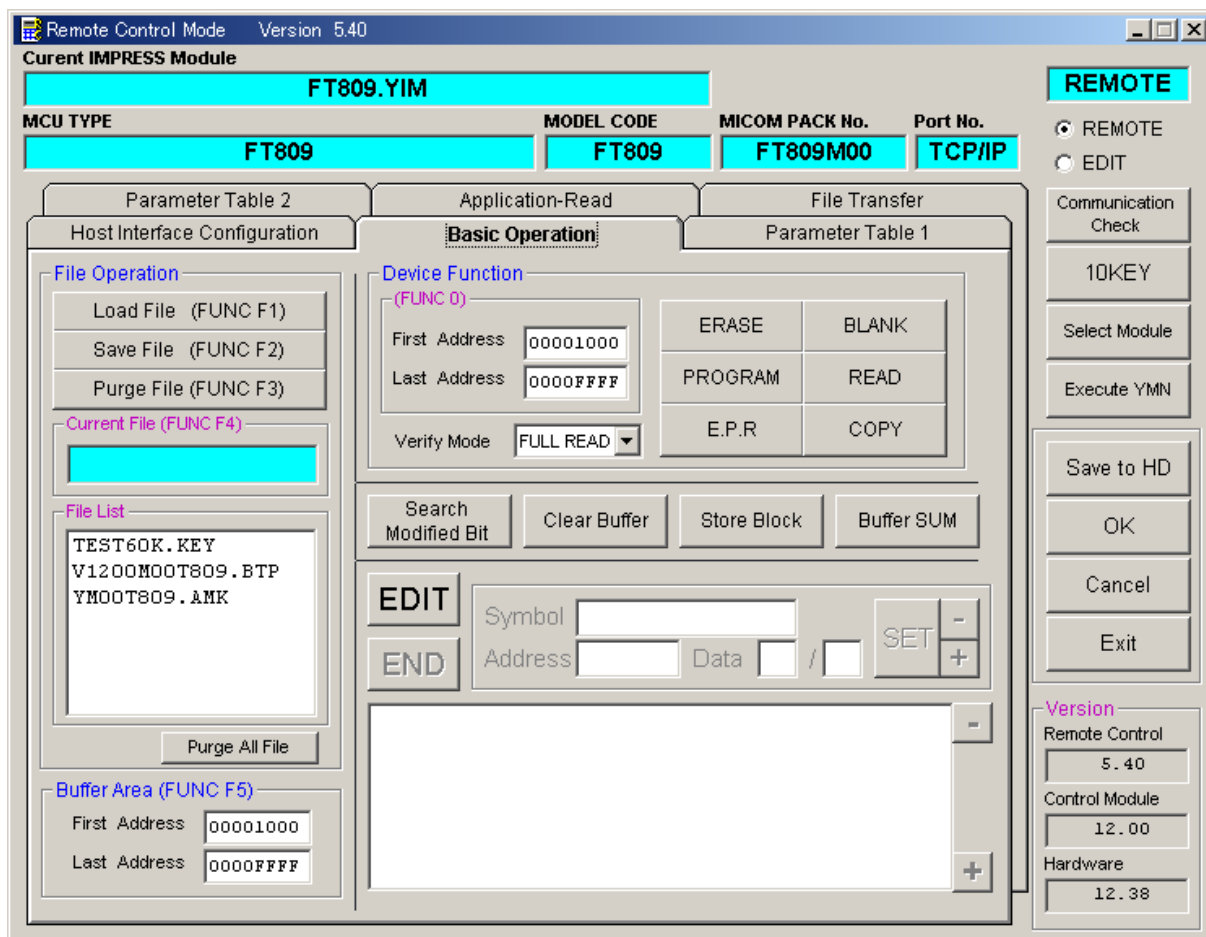 Remote Control Mode Version 5.40
Curent IMPRESS Module
FT809.YIM
REMOTE
MCU TYPE MODEL CODE MICOM PACK No. Port No.
FT809 FT809 FT809M00 TCP/IP
REMOTE
EDIT
Parameter Table 2 Application-Read File Transfer
Host Interface Configuration Basic Operation Parameter Table 1
Communication
Check
10KEY
Select Module
Execute YMN
File Operation
Load File (FUNC F1)
Save File (FUNC F2)
Purge File (FUNC F3)
Current File (FUNC F4)
File List
TEST60K.KEY
V1200M00T809.BTP
YM00T809.AMK
Purge All File
Buffer Area (FUNC F5)
First Address 00001000
Last Address 0000FFFF
Device Function
(FUNC 0)
First Address 00001000
Last Address 0000FFFF
Verify Mode FULL READ
ERASE BLANK
PROGRAM READ
E.P.R COPY
Search
Modified Bit
Clear Buffer
Store Block
Buffer SUM
EDIT
END
Symbol
Address Data /
SET
-
+
-
+
Save to HD
OK
Cancel
Exit
Version
Remote Control
5.40
Control Module
12.00
Hardware
12.38